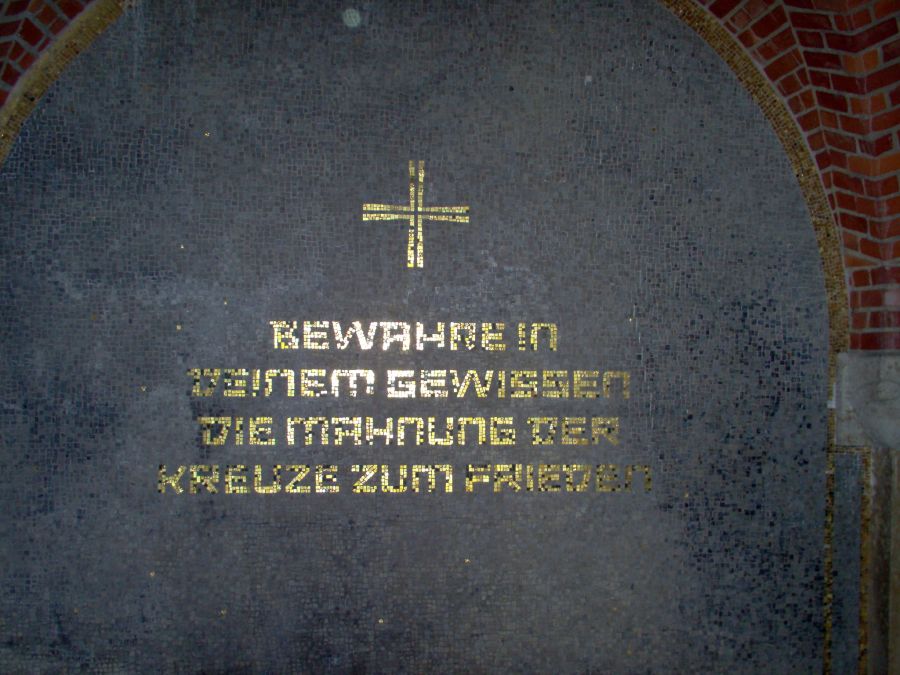 BEWAHRE IN
DEINEM GEWISSEN
DIE MAHNUNG DER
KREUZE ZUM FRIEDEN